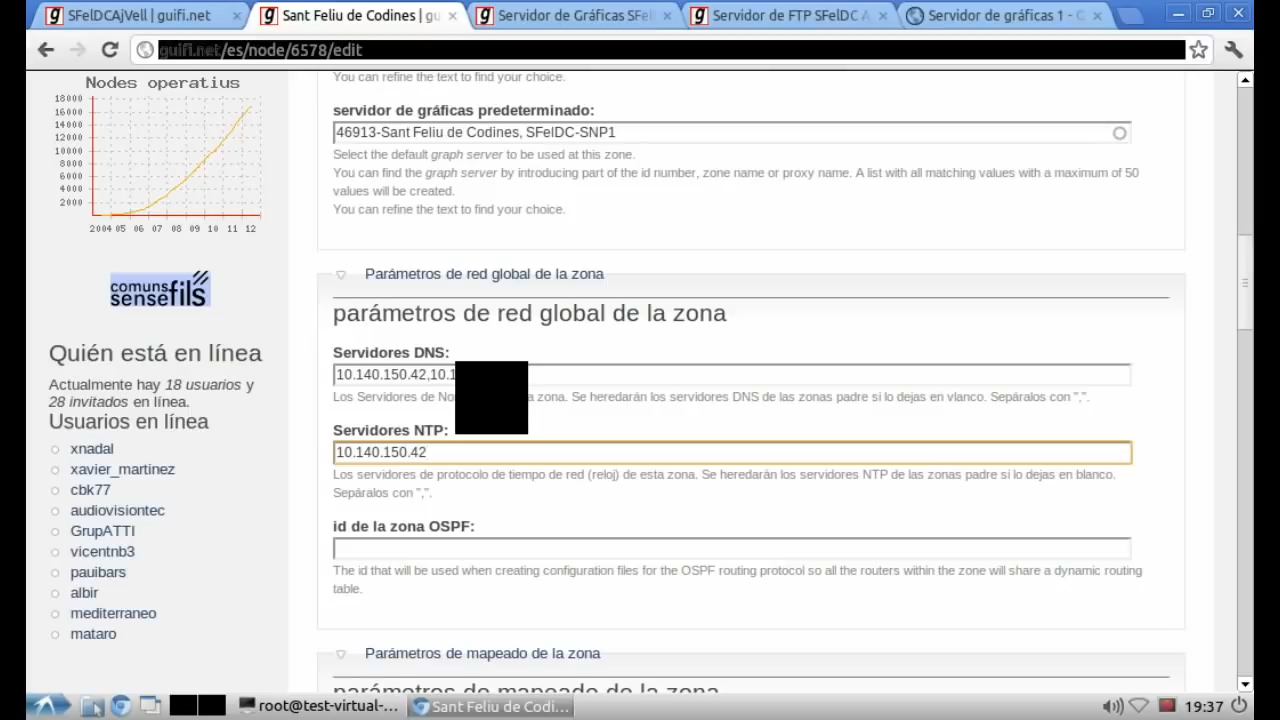 SFelDCAjVell | guifi.net
Sant Feliu de Codines | gu
Servidor de Gráficas SFel
Servidor de FTP SFelDC A
Servidor de gráficas 1 - C
guifi.net/es/node/6578/edit
Nodes operatius
18000
16000
14000
12000
10000
8000
6000
4000
2000
2004 05 06 07 08 09 10 11 12
comuns
sensefils
Quién está en línea
Actualmente hay 18 usuarios y
28 invitados en línea.
Usuarios en línea
xnadal
xavier_martinez
cbk77
audiovisiontec
GrupATTI
vicentnb3
pauibars
albir
mediterraneo
mataro
You can refine the text to find your choice.
servidor de gráficas predeterminado:
46913-Sant Feliu de Codines, SFelDC-SNP1
Select the default graph server to be used at this zone.
You can find the graph server by introducing part of the id number, zone name or proxy name. A list with all matching values with a maximum of 50
values will be created.
You can refine the text to find your choice.
Parámetros de red global de la zona
parámetros de red global de la zona
Servidores DNS:
10.140.150.42,10.1
Los Servidores de No a zona. Se heredarán los servidores DNS de las zonas padre si lo dejas en vlanco. Sepáralos con ",".
Servidores NTP:
10.140.150.42
Los servidores de protocolo de tiempo de red (reloj) de esta zona. Se heredarán los servidores NTP de las zonas padre si lo dejas en blanco.
Sepáralos con ",".
id de la zona OSPF:
The id that will be used when creating configuration files for the OSPF routing protocol so all the routers within the zone will share a dynamic routing
table.
Parámetros de mapeado de la zona
parámetros de mapeado de la zona
root@test-virtual-...
Sant Feliu de Codi...
19:37